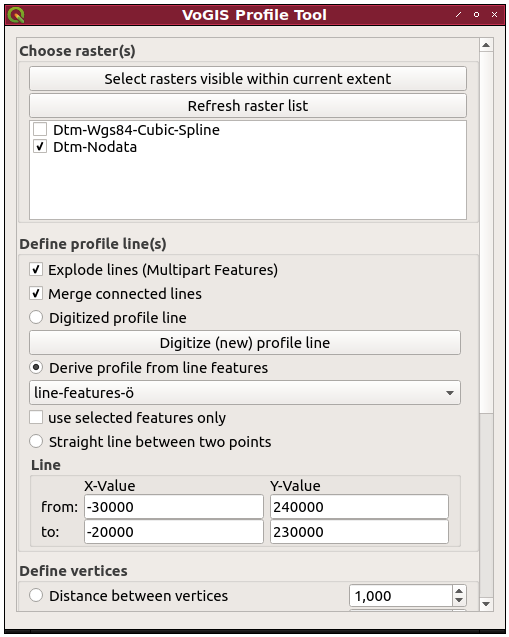 VoGIS Profile Tool
Choose raster(s)
Select rasters visible within current extent
Refresh raster list
Dtm-Wgs84-Cubic-Spline
Dtm-Nodata
Define profile line(s)
Explode lines (Multipart Features)
Merge connected lines
Digitized profile line
Digitize (new) profile line
Derive profile from line features
line-features-ö
use selected features only
Straight line between two points
Line
X-Value Y-Value
from: -30000 240000
to: -20000 230000
Define vertices
Distance between vertices 1,000